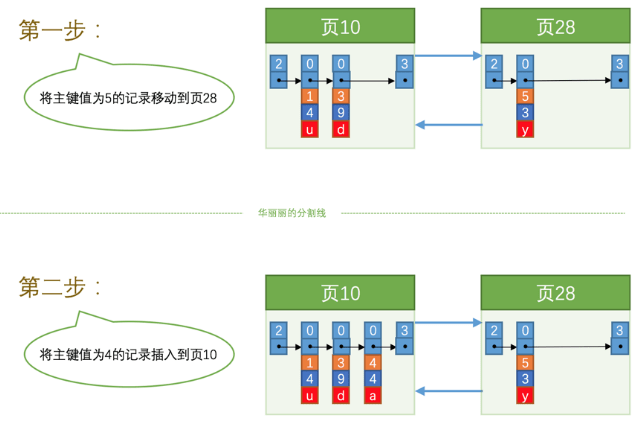 第一步：
将主键值为5的记录移动到页28
页10
页28
2 0 0 3
1 3
4 9
u d
2 0 3
5
3
y
华丽丽的分割线
第二步：
将主键值为4的记录插入到页10
页10
页28
2 0 0 0 3
1 3 4
4 9 4
u d a
2 0 3
5
3
y